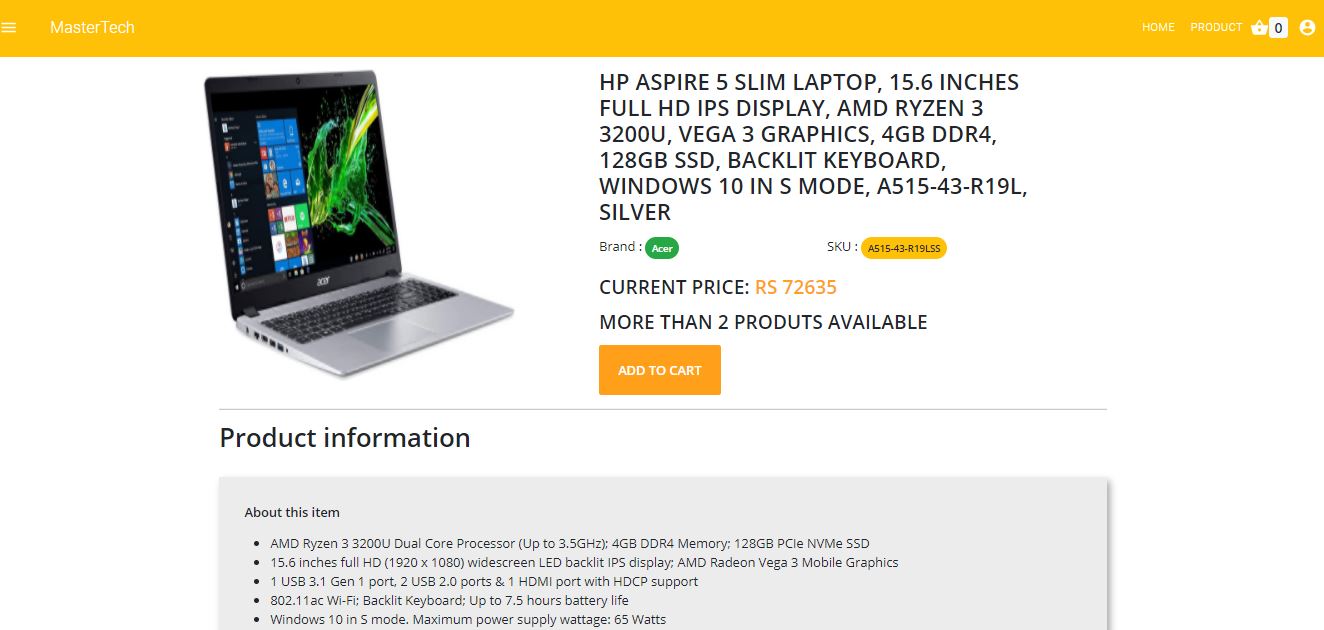 MasterTech
HOME PRODUCT 0
HP ASPIRE 5 SLIM LAPTOP, 15.6 INCHES
FULL HD IPS DISPLAY, AMD RYZEN 3
3200U, VEGA 3 GRAPHICS, 4GB DDR4,
128GB SSD, BACKLIT KEYBOARD,
WINDOWS 10 IN S MODE, A515-43-R19L,
SILVER
Brand : Acer SKU : A515-43-R19LSS
CURRENT PRICE: RS 72635
MORE THAN 2 PRODUTS AVAILABLE
ADD TO CART
acer
Product information
About this item
AMD Ryzen 3 3200U Dual Core Processor (Up to 3.5GHz); 4GB DDR4 Memory; 128GB PCIe NVMe SSD
15.6 inches full HD (1920 x 1080) widescreen LED backlit IPS display; AMD Radeon Vega 3 Mobile Graphics
1 USB 3.1 Gen 1 port, 2 USB 2.0 ports & 1 HDMI port with HDCP support
802.11ac Wi-Fi; Backlit Keyboard; Up to 7.5 hours battery life
Windows 10 in S mode. Maximum power supply wattage: 65 Watts